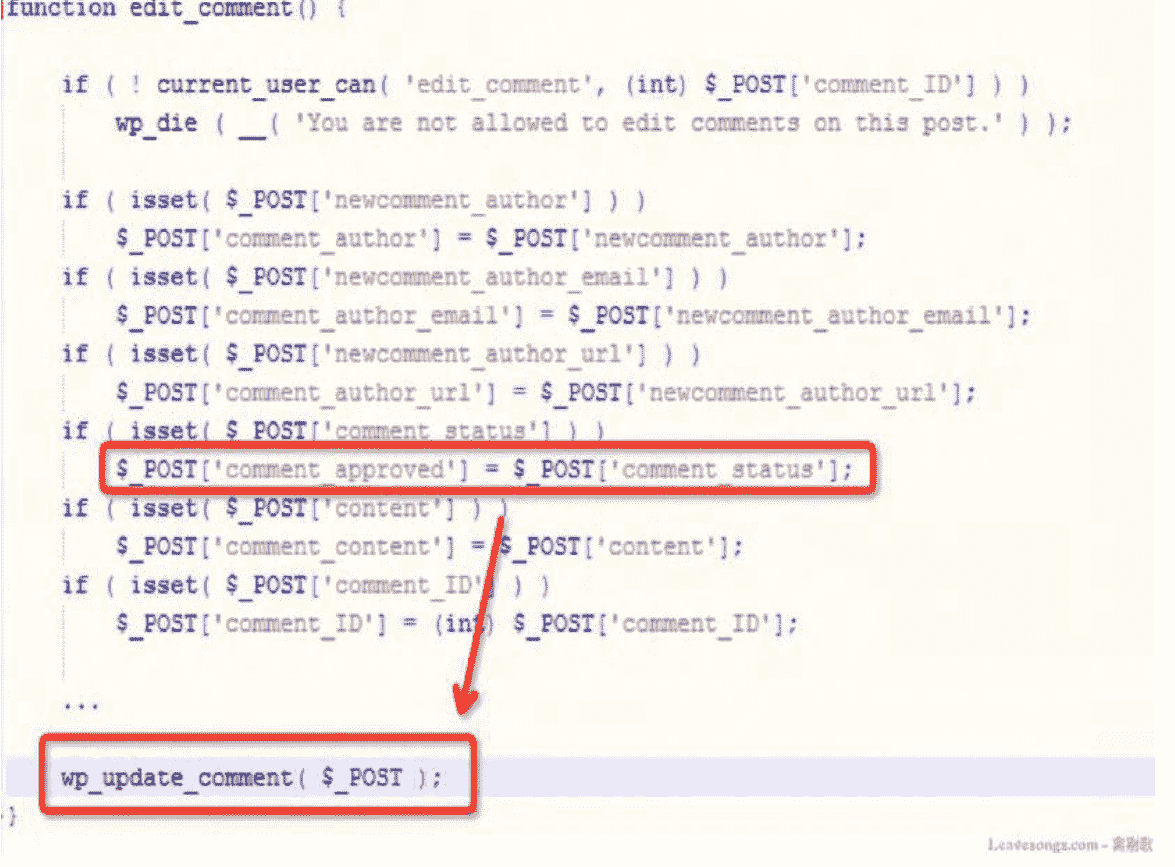 function edit_comment() {
if ( ! current_user_can( 'edit_comment', (int) $_POST['comment_ID'] ) )
wp_die ( __( 'You are not allowed to edit comments on this post.' ) );
if ( isset( $_POST['newcomment_author'] ) )
$_POST['comment_author'] = $_POST['newcomment_author'];
if ( isset( $_POST['newcomment_author_email'] ) )
$_POST['comment_author_email'] = $_POST['newcomment_author_email'];
if ( isset( $_POST['newcomment_author_url'] ) )
$_POST['comment_author_url'] = $_POST['newcomment_author_url'];
if ( isset( $_POST['comment_status'] ) )
$_POST['comment_approved'] = $_POST['comment_status'];
if ( isset( $_POST['content'] ) )
$_POST['comment_content'] = $_POST['content'];
if ( isset( $_POST['comment_ID'] ) )
$_POST['comment_ID'] = (int) $_POST['comment_ID'];
...
wp_update_comment( $_POST );
}
Leavesongs.com -